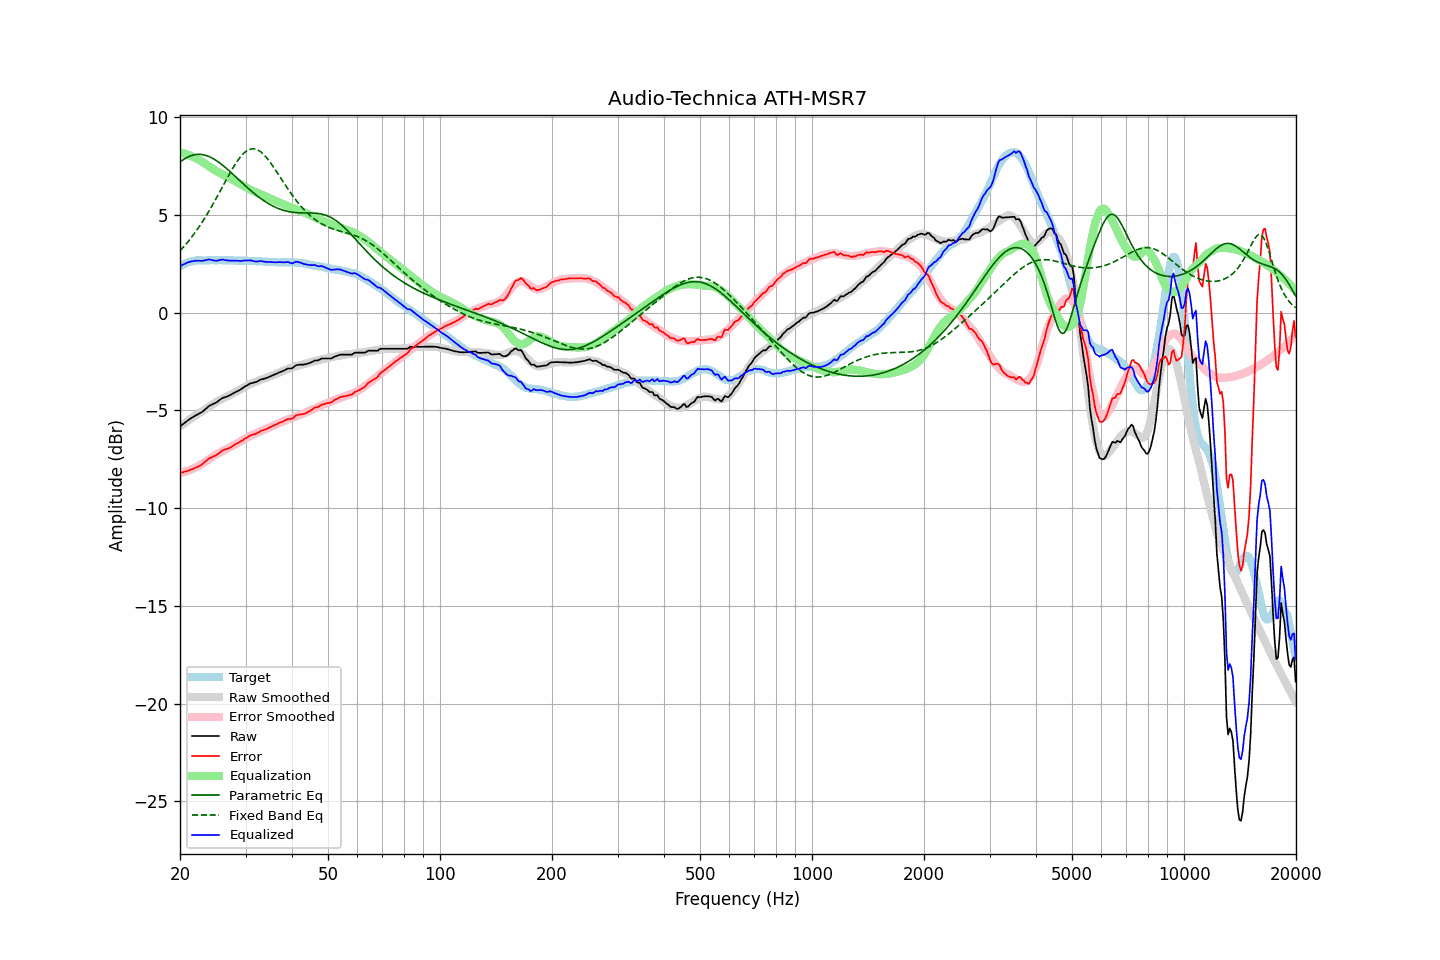 Audio-Technica ATH-MSR7
10
5
0
−5
−10
−15
−20
−25
Amplitude (dBr)
Target
Raw Smoothed
Error Smoothed
Raw
Error
Equalization
Parametric Eq
Fixed Band Eq
Equalized
20 50 100 200 500 1000 2000 5000 10000 20000
Frequency (Hz)